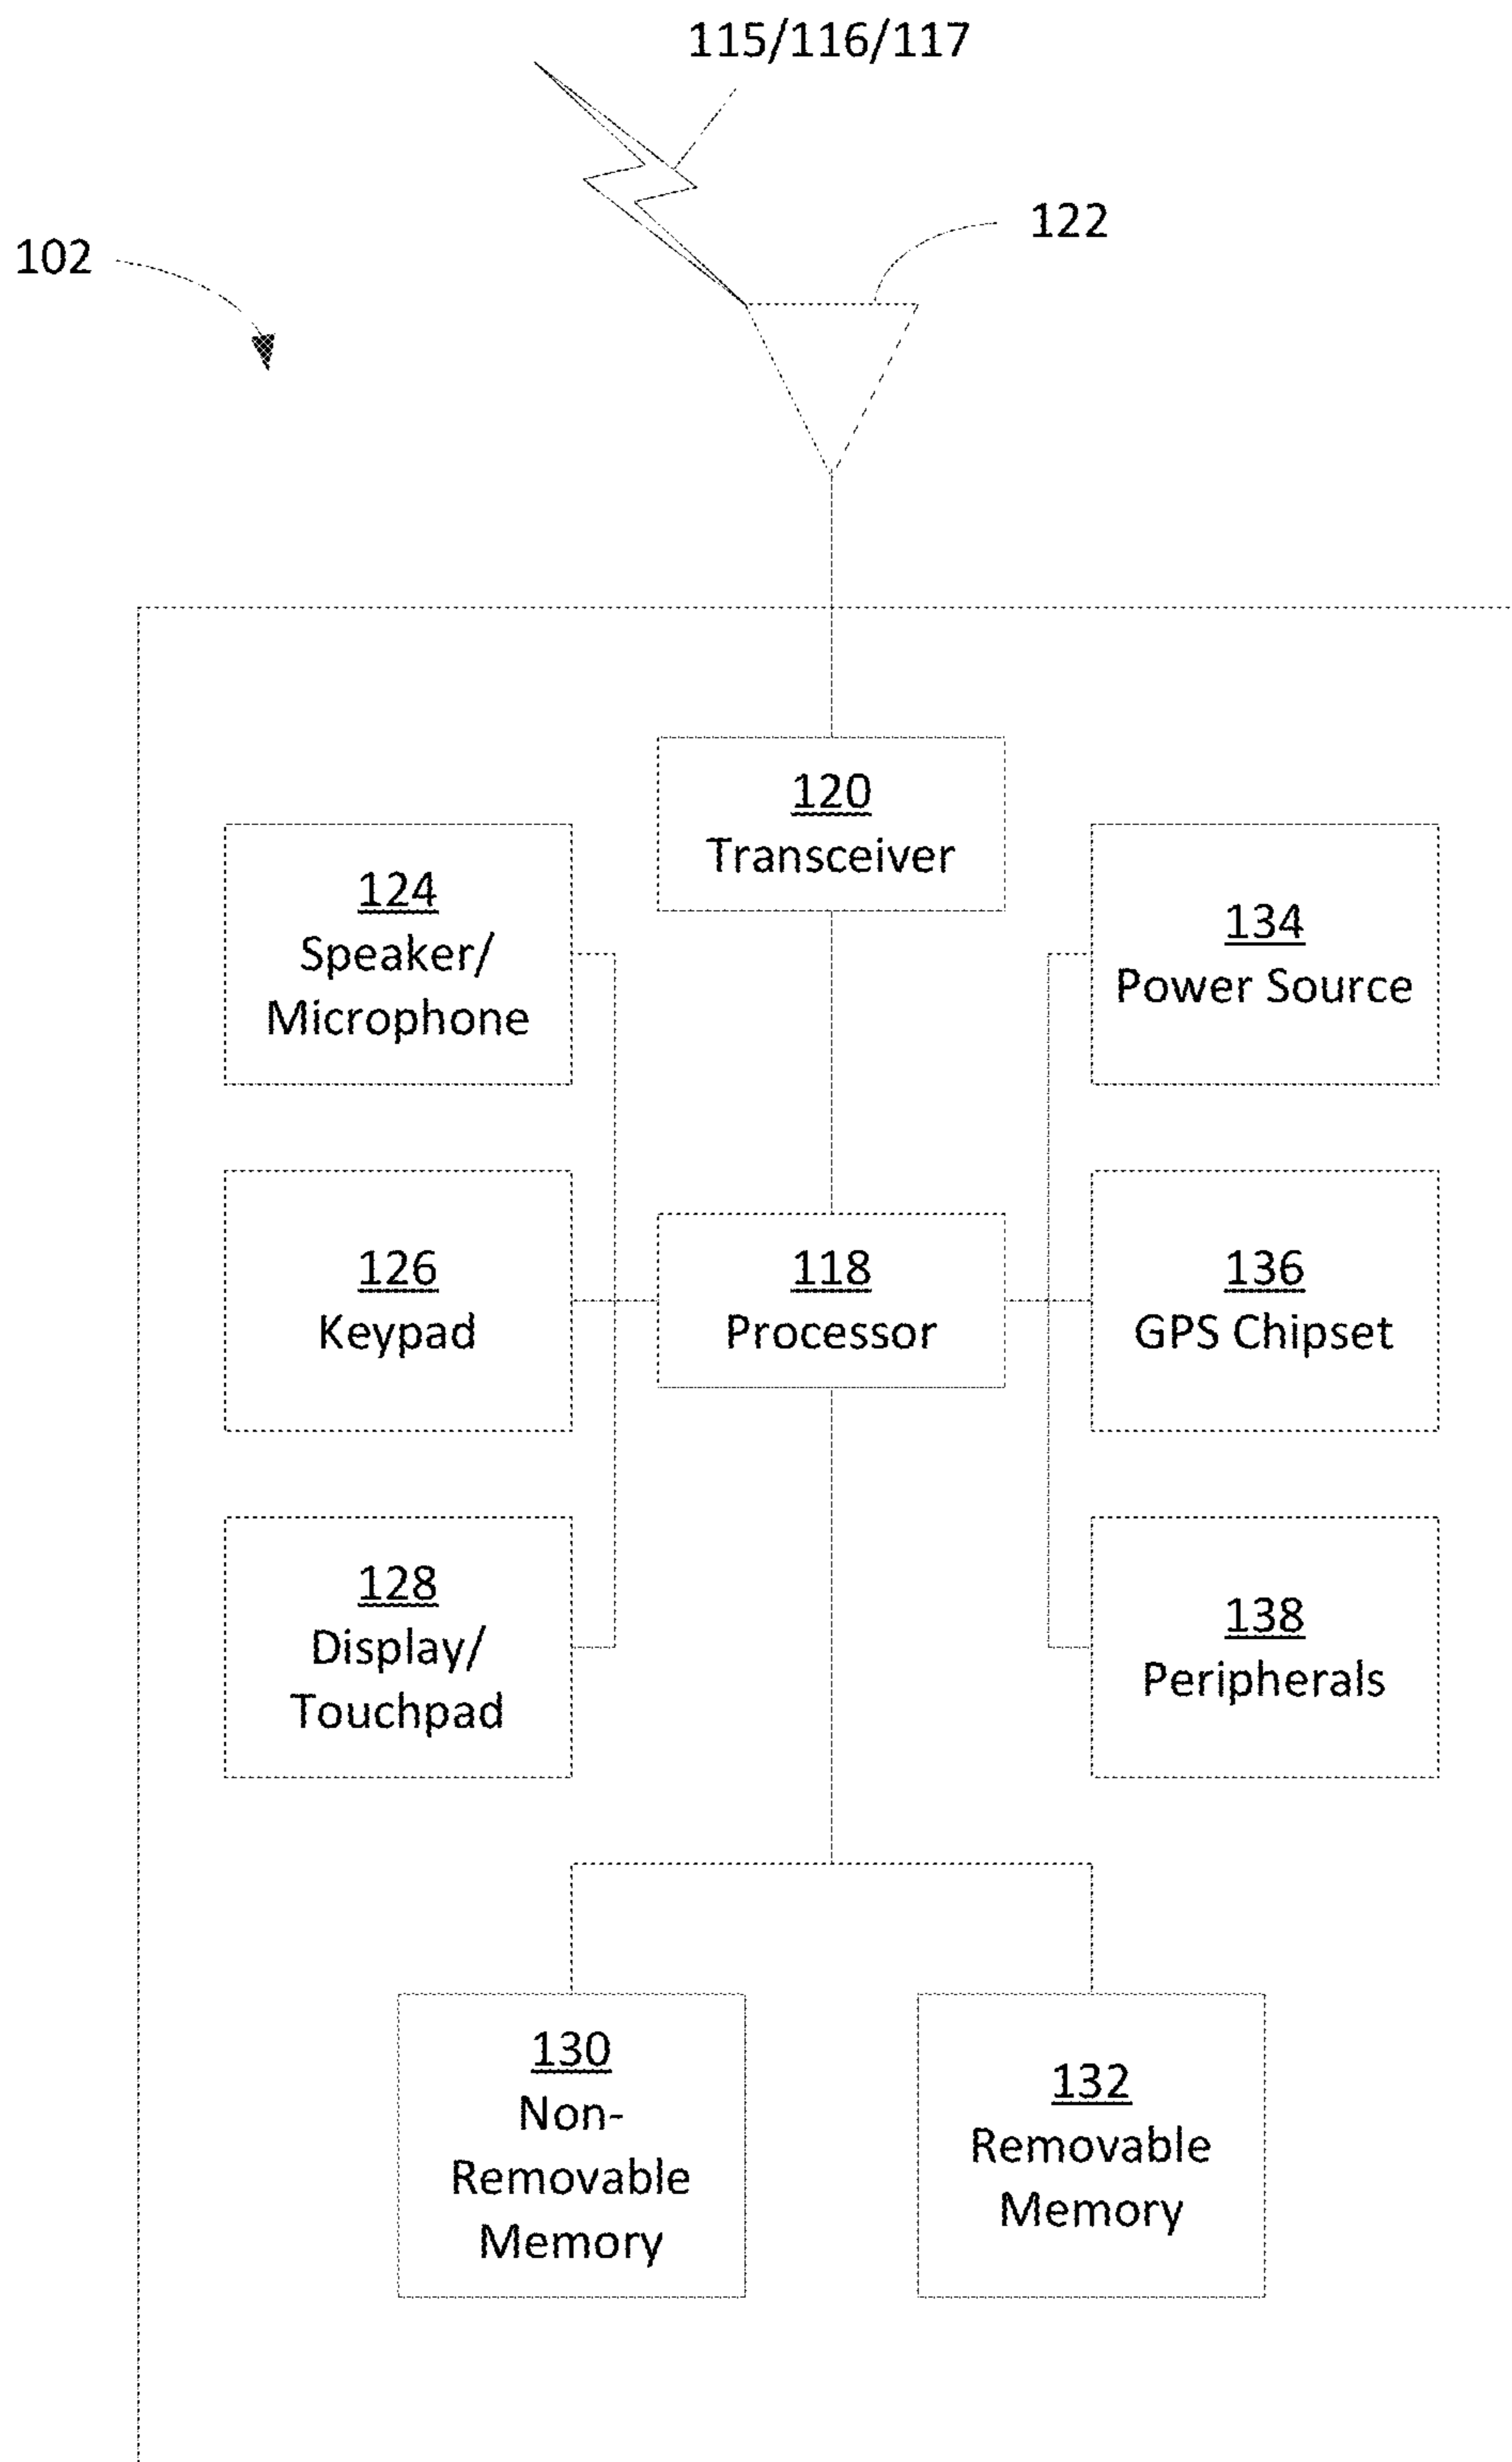 115/116/117
122
102
120
Transceiver
124
Speaker/
Microphone
134
Power Source
126
Keypad
118
Processor
136
GPS Chipset
128
Display/
Touchpad
138
Peripherals
130
Non-
Removable
Memory
132
Removable
Memory